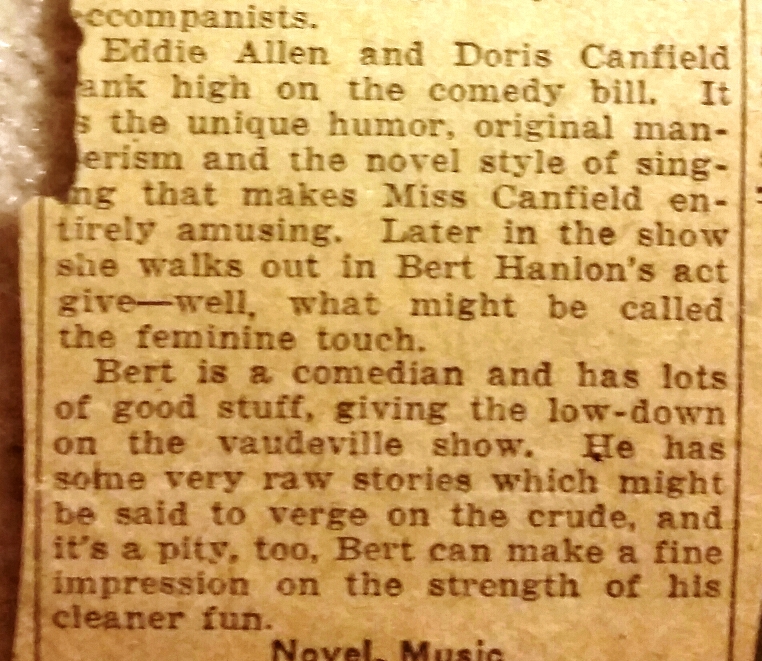 ccompanists.
Eddie Allen and Doris Canfield
ank high on the comedy bill. It
s the unique humor, original man-
erism and the novel style of sing-
ng that makes Miss Canfield en-
tirely amusing. Later in the show
she walks out in Bert Hanlon's act
give—well, what might be called
the feminine touch.
Bert is a comedian and has lots
of good stuff, giving the low-down
on the vaudeville show. He has
some very raw stories which might
be said to verge on the crude, and
it's a pity, too, Bert can make a fine
impression on the strength of his
cleaner fun.
Novel, Music